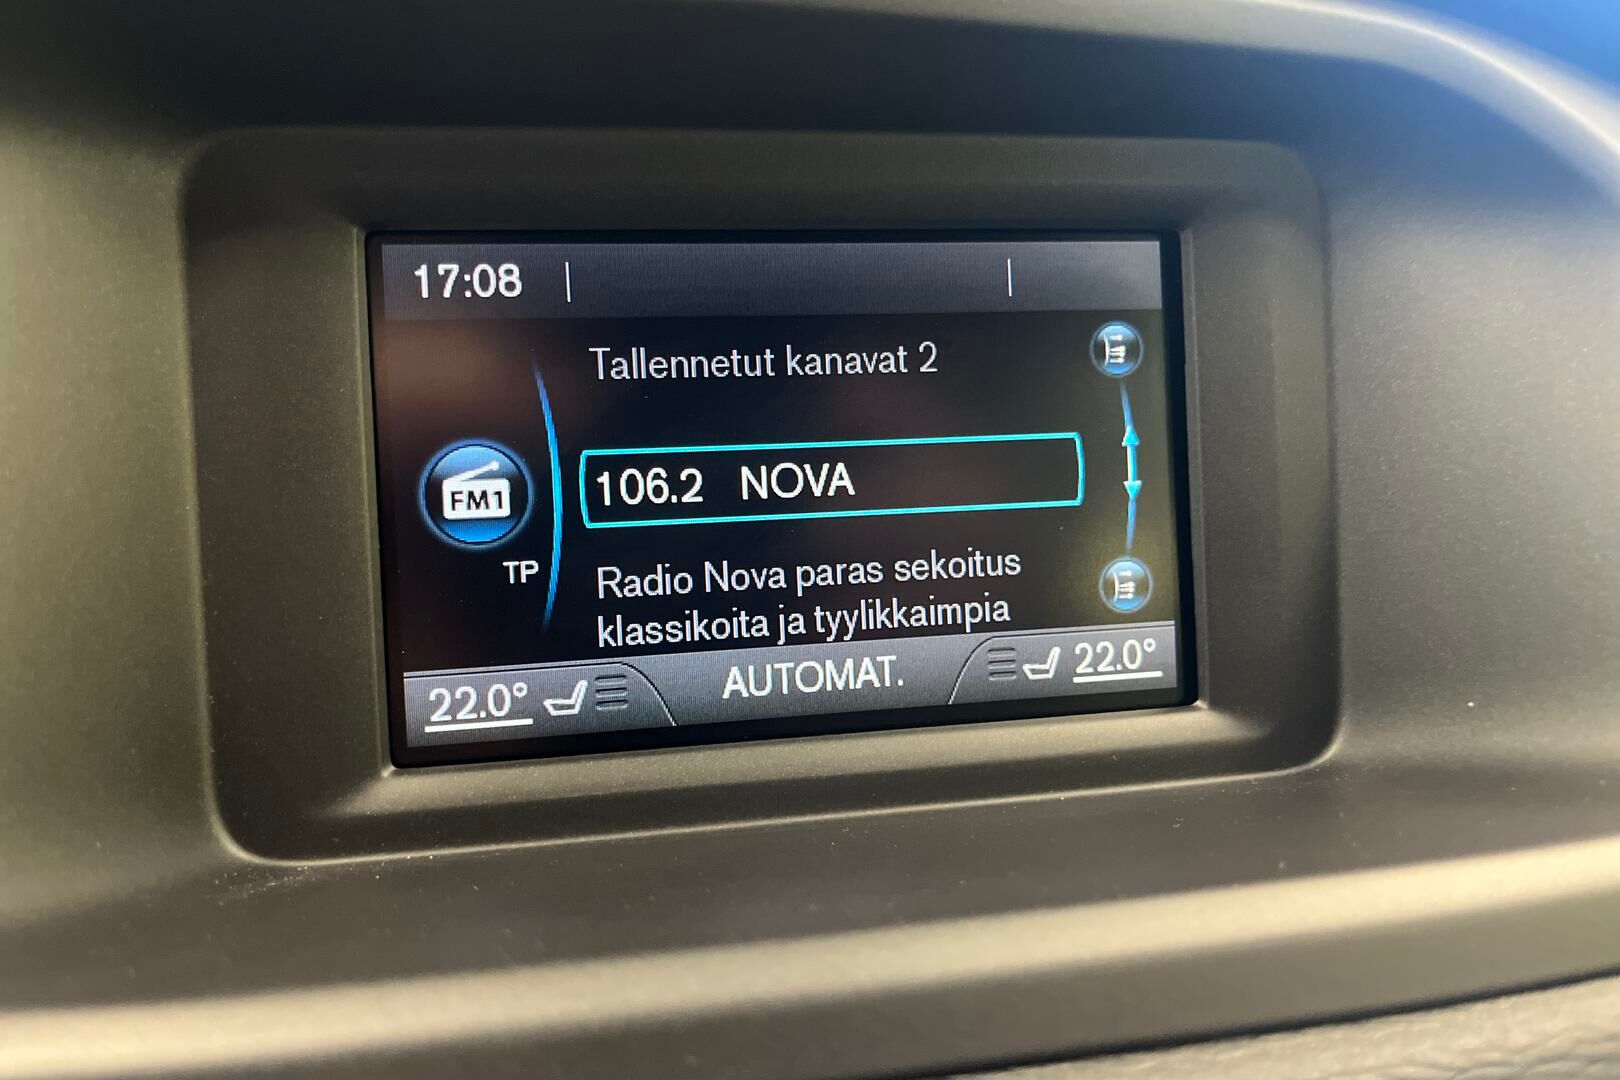 17:08
Tallennetut kanavat 2
FM1
106.2 NOVA
TP
Radio Nova paras sekoitus
klassikoita ja tyylikkaimpia
22.0°
AUTOMAT.
22.0°